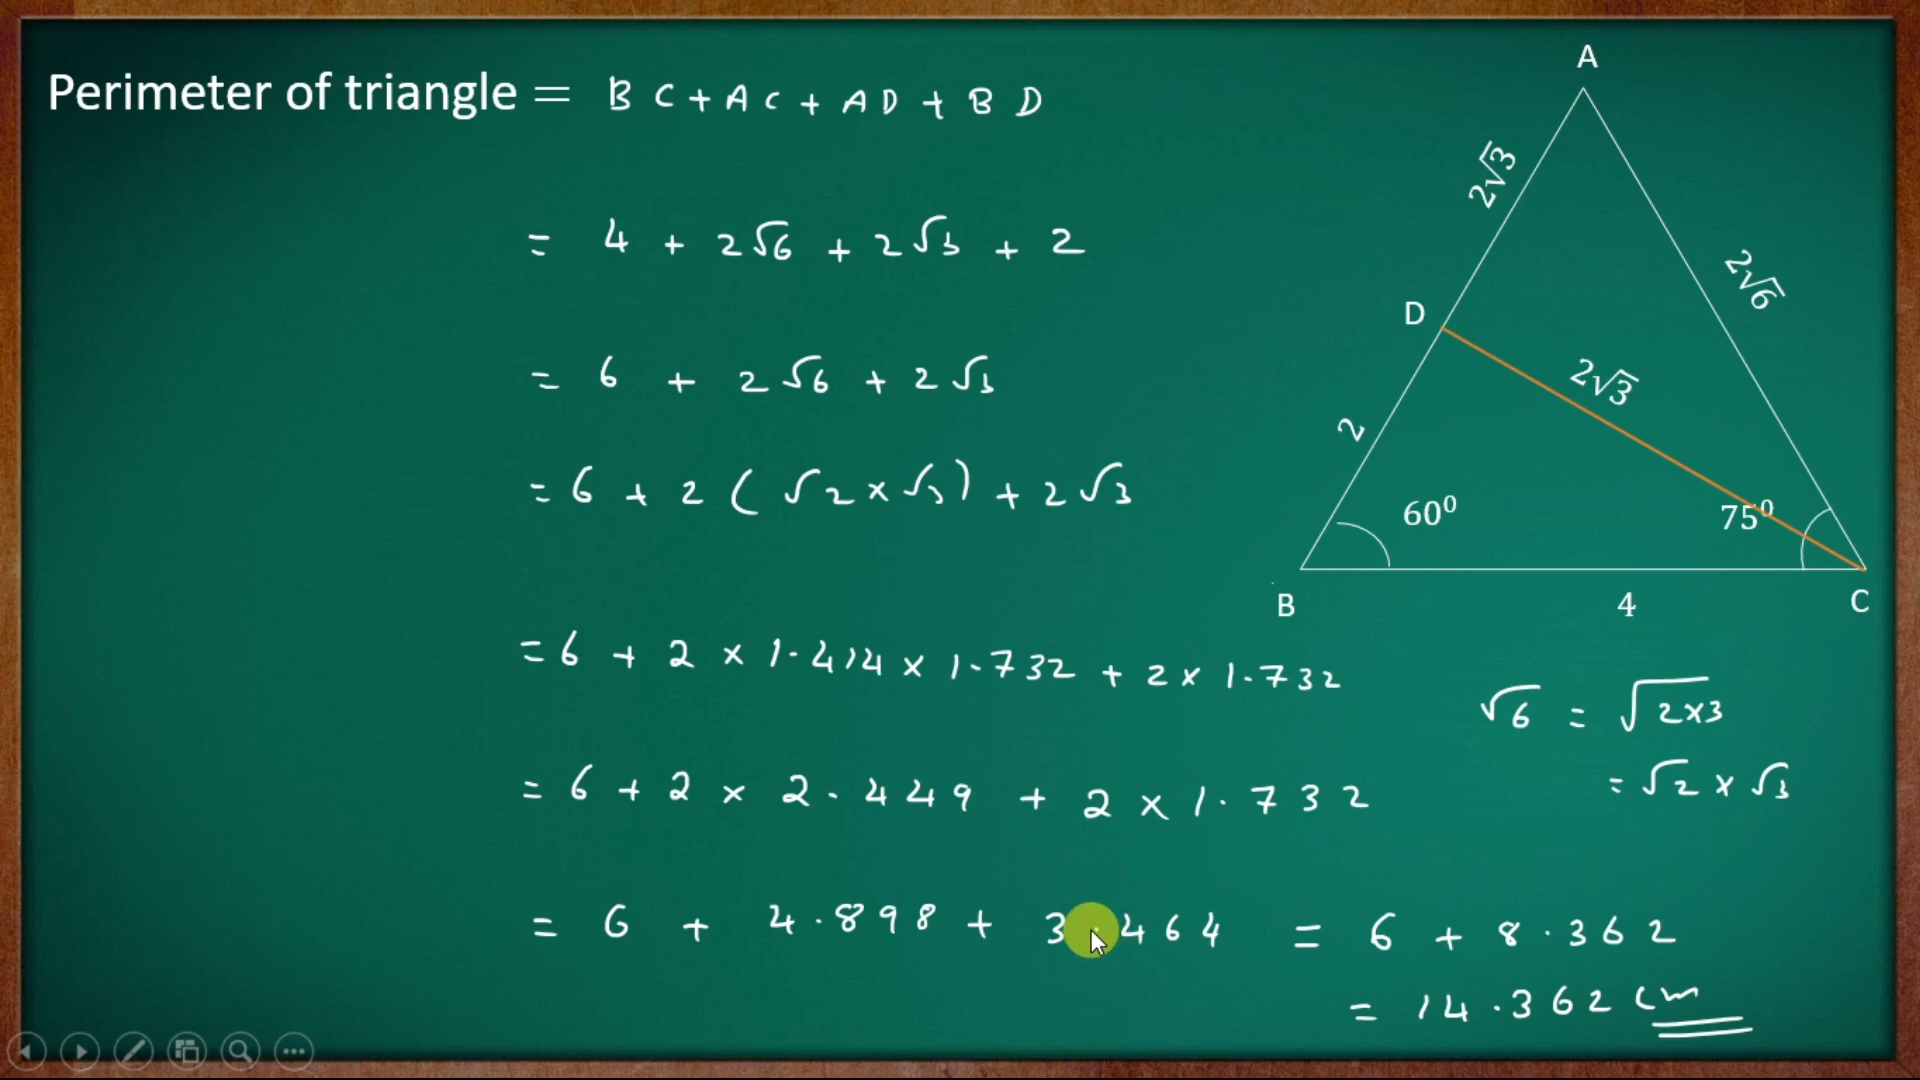 Perimeter of triangle = BC + AC + AD + BD
= 4 + 2√6 + 2√3 + 2
= 6 + 2√6 + 2√3
= 6 + 2 ( √2 × √3 ) + 2√3
= 6 + 2 × 1.414 × 1.732 + 2 × 1.732
= 6 + 2 × 2.449 + 2 × 1.732
= 6 + 4.898 + 3.464 = 6 + 8.362
= 14.362 cm
A
2√3
2√6
D
2√3
2
60⁰
75⁰
B
4
C
√6 = √2×3
= √2 × √3